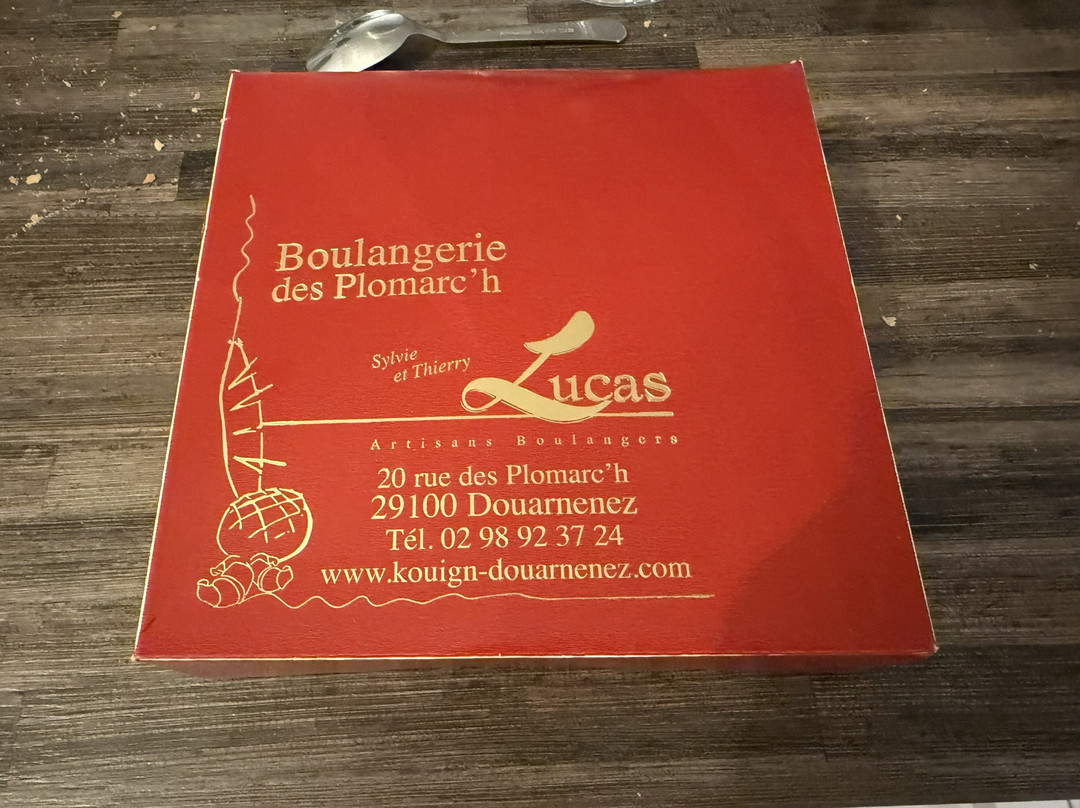 Boulangerie
des Plomarc'h
Sylvie
et Thierry
Lucas
Artisans Boulangers
20 rue des Plomarc'h
29100 Douarnenez
Tél. 02 98 92 37 24
www.kouign-douarnenez.com